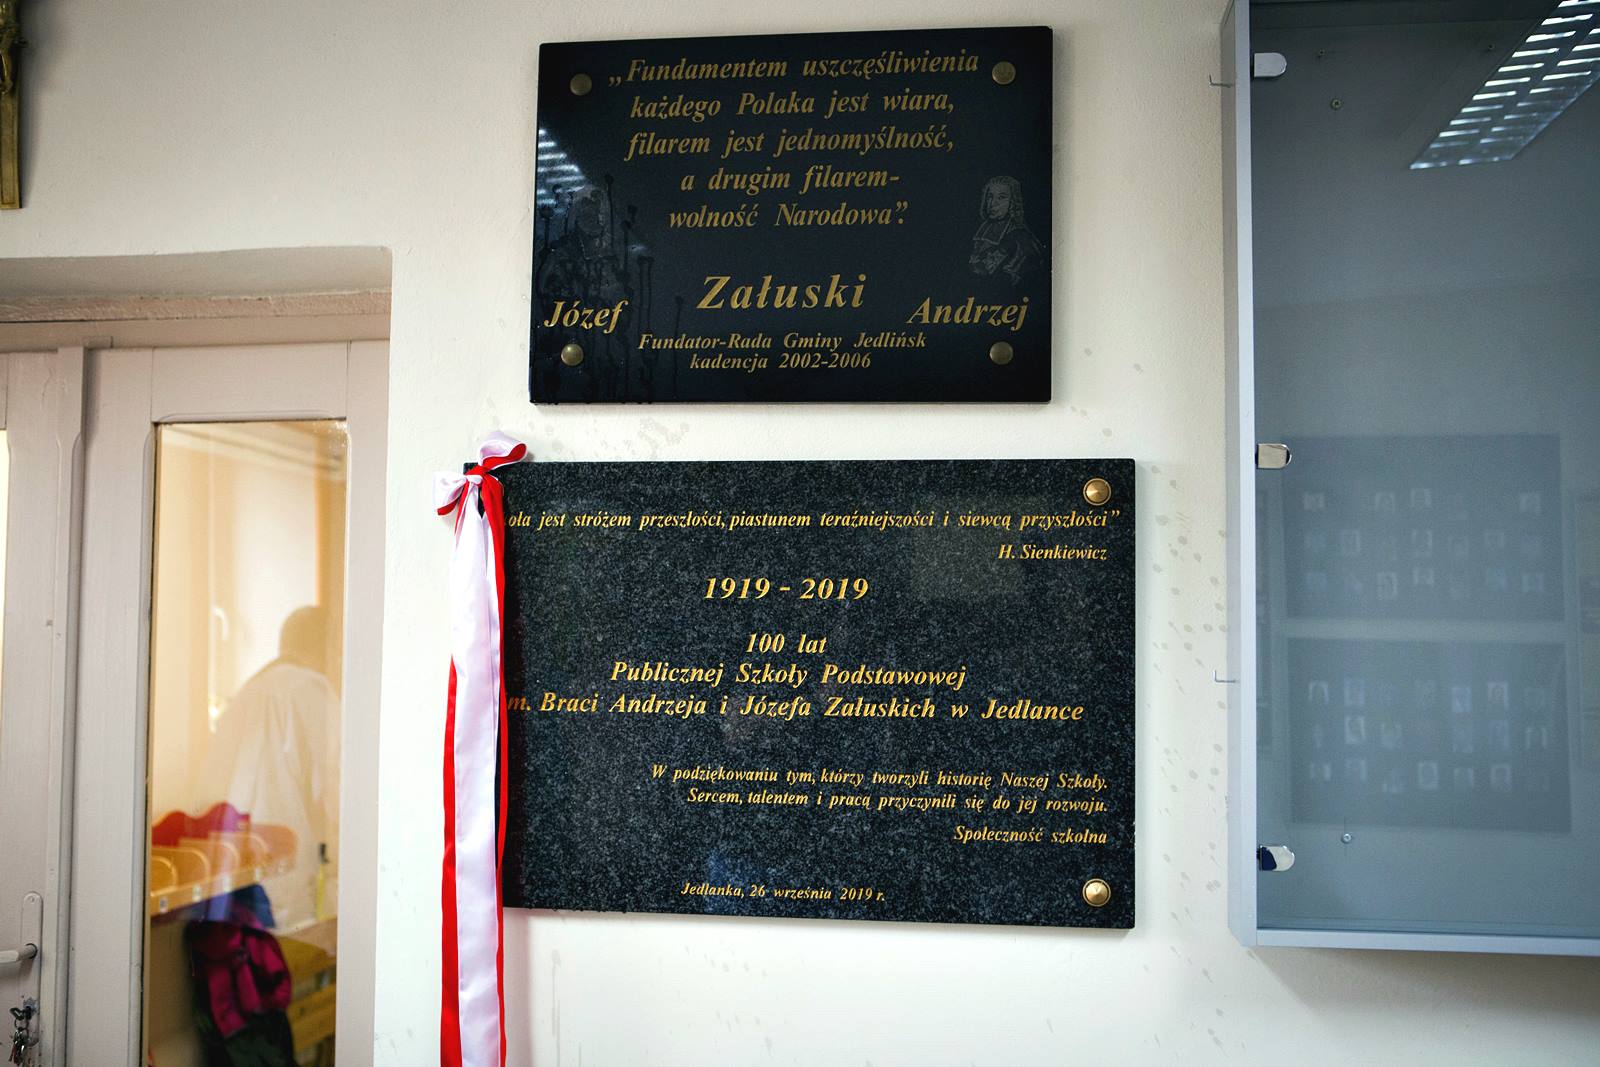 „Fundamentem uszczęśliwienia
każdego Polaka jest wiara,
filarem jest jednomyślność,
a drugim filarem-
wolność Narodowa”.
Załuski
Józef Andrzej
Fundator-Rada Gminy Jedlińsk
kadencja 2002-2006
jest stróżem przeszłości, piastunem teraźniejszości i siewcą przyszłości”
H. Sienkiewicz
1919 - 2019
100 lat
Publicznej Szkoły Podstawowej
m. Braci Andrzeja i Józefa Załuskich w Jedlance
W podziękowaniu tym, którzy tworzyli historię Naszej Szkoły.
Sercem, talentem i pracą przyczynili się do jej rozwoju.
Społeczność szkolna
Jedlanka, 26 września 2019 r.